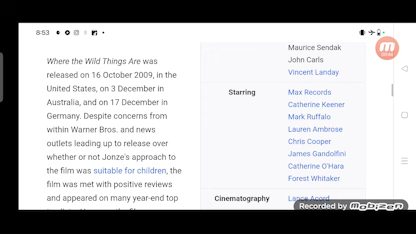 8:53
Where the Wild Things Are was
released on 16 October 2009, in the
United States, on 3 December in
Australia, and on 17 December in
Germany. Despite concerns from
within Warner Bros. and news
outlets leading up to release over
whether or not Jonze's approach to
the film was suitable for children, the
film was met with positive reviews
and appeared on many year-end top
Maurice Sendak
John Carls
Vincent Landay
Starring
Max Records
Catherine Keener
Mark Ruffalo
Lauren Ambrose
Chris Cooper
James Gandolfini
Catherine O'Hara
Forest Whitaker
Cinematography
Lance Acord
Recorded by Mobizen